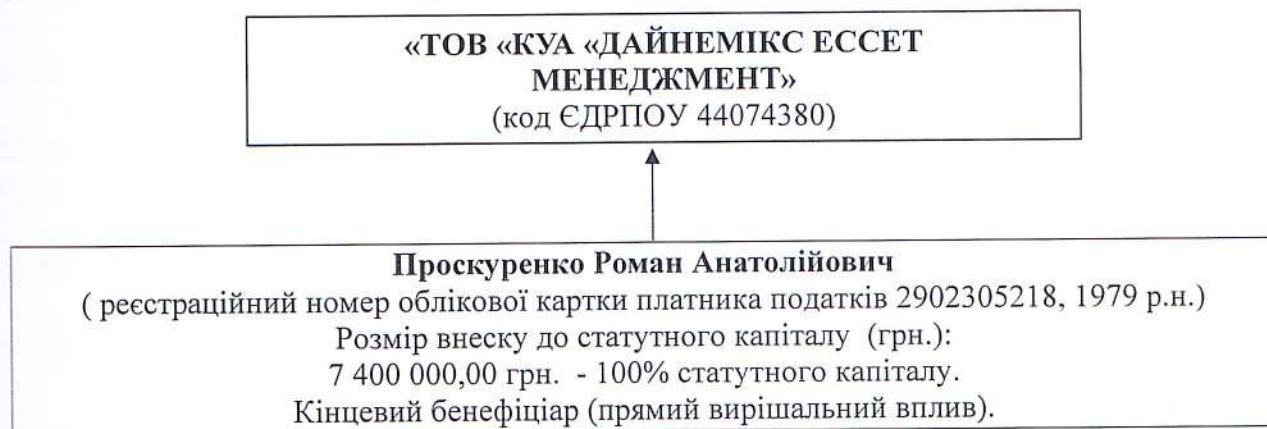 «ТОВ «КУА «ДАЙНЕМІКС ЕССЕТ
МЕНЕДЖМЕНТ»
(код ЄДРПОУ 44074380)
Проскуренко Роман Анатолійович
( реєстраційний номер облікової картки платника податків 2902305218, 1979 р.н.)
Розмір внеску до статутного капіталу (грн.):
7 400 000,00 грн. - 100% статутного капіталу.
Кінцевий бенефіціар (прямий вирішальний вплив).